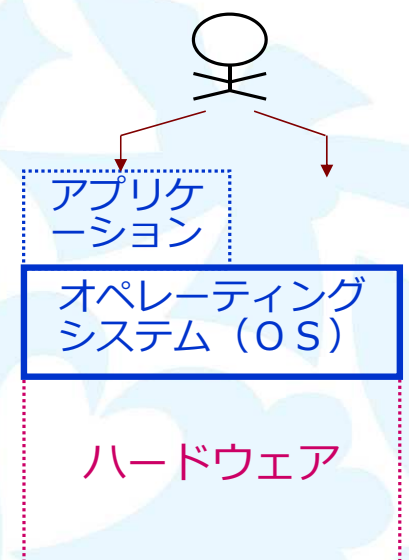 アプリケ
ーション
オペレーティング
システム（ＯＳ）
ハードウェア